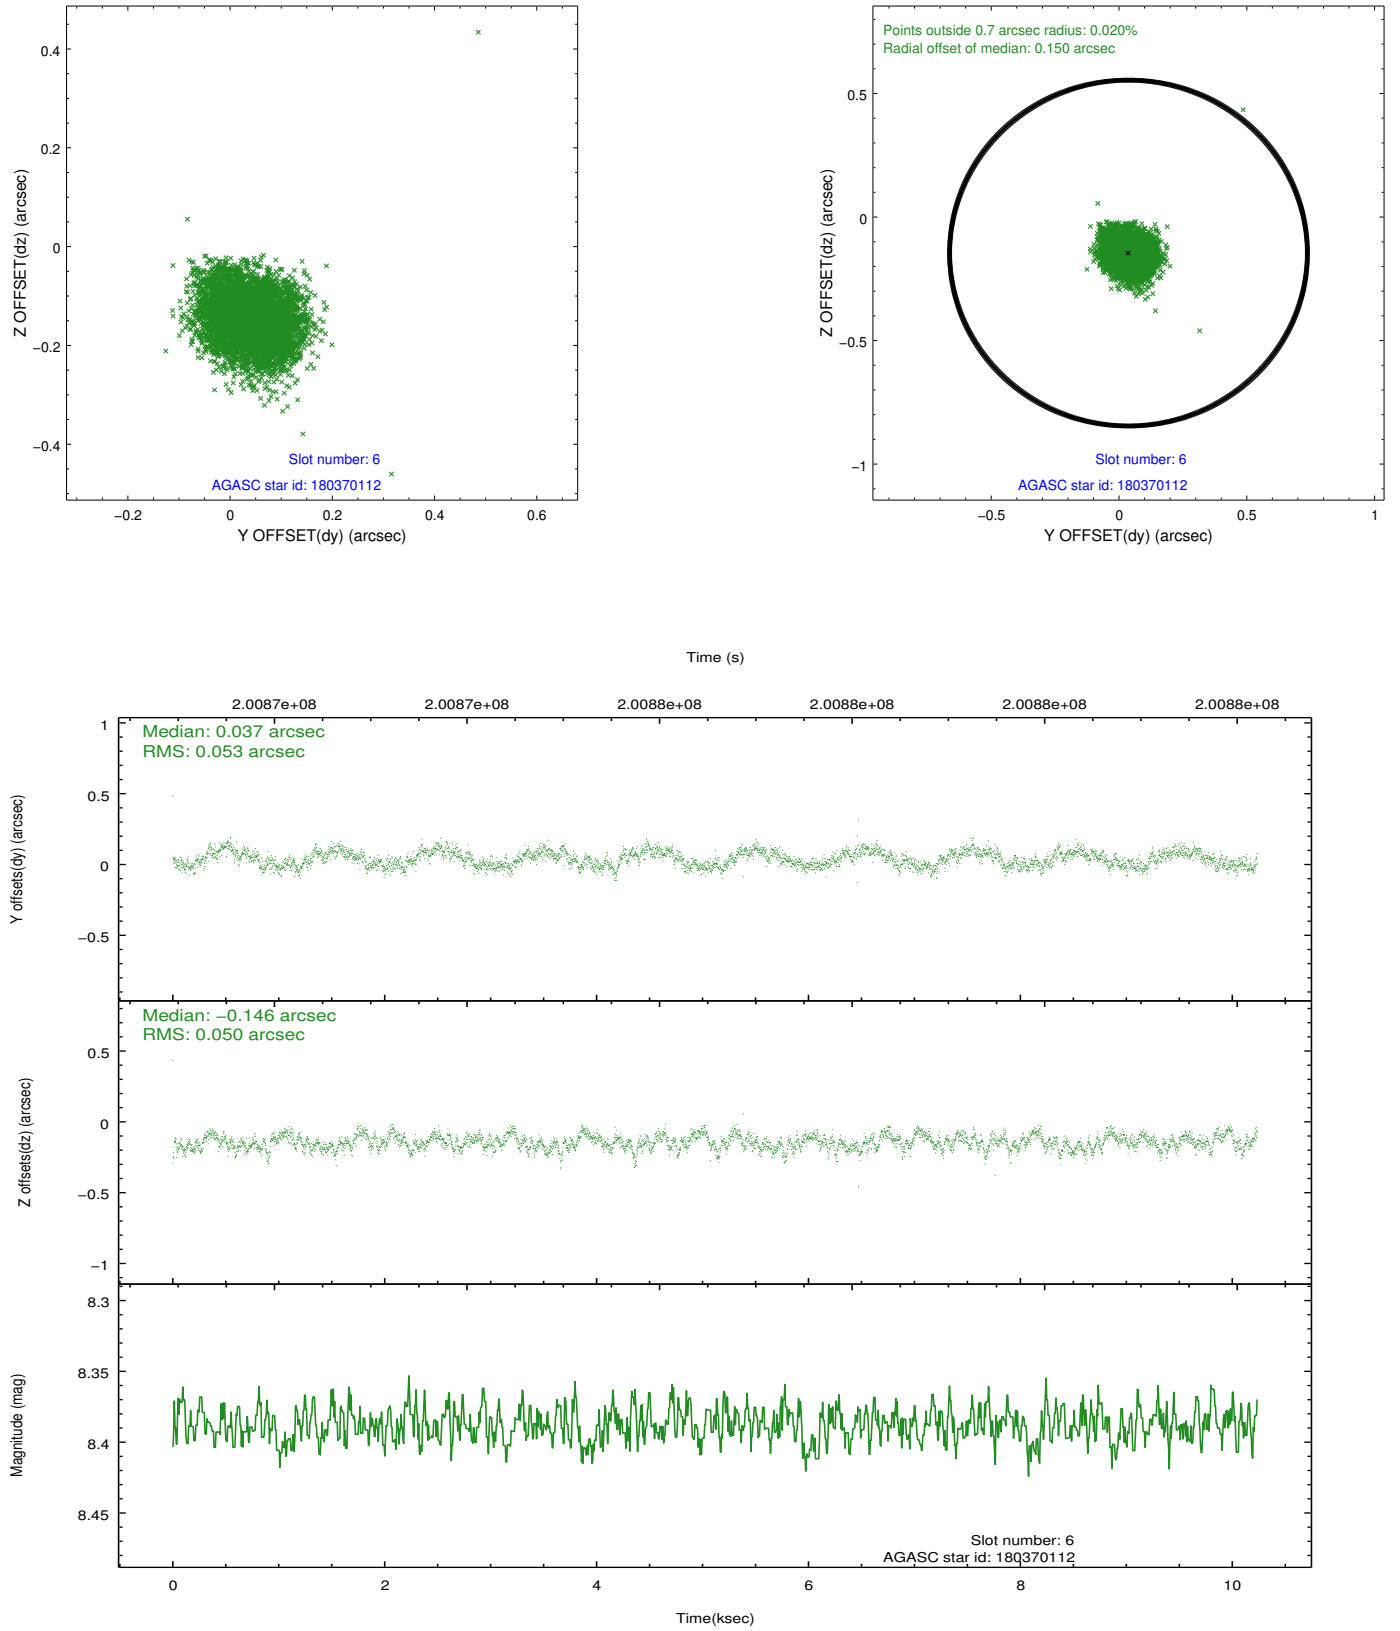 0.4
0.2
0
−0.2
−0.4
Z OFFSET(dz) (arcsec)
Slot number: 6
AGASC star id: 180370112
−0.2 0 0.2 0.4 0.6
Y OFFSET(dy) (arcsec)
Points outside 0.7 arcsec radius: 0.020%
Radial offset of median: 0.150 arcsec
0.5
0
−0.5
−1
Z OFFSET(dz) (arcsec)
Slot number: 6
AGASC star id: 180370112
−0.5 0 0.5 1
Y OFFSET(dy) (arcsec)
Time (s)
2.0087e+08 2.0087e+08 2.0088e+08 2.0088e+08 2.0088e+08 2.0088e+08
Median: 0.037 arcsec
RMS: 0.053 arcsec
1
0.5
0
−0.5
Y offsets(dy) (arcsec)
Median: −0.146 arcsec
RMS: 0.050 arcsec
0.5
0
−0.5
−1
Z offsets(dz) (arcsec)
8.3
8.35
8.4
8.45
Magnitude (mag)
Slot number: 6
AGASC star id: 180370112
0 2 4 6 8 10
Time(ksec)